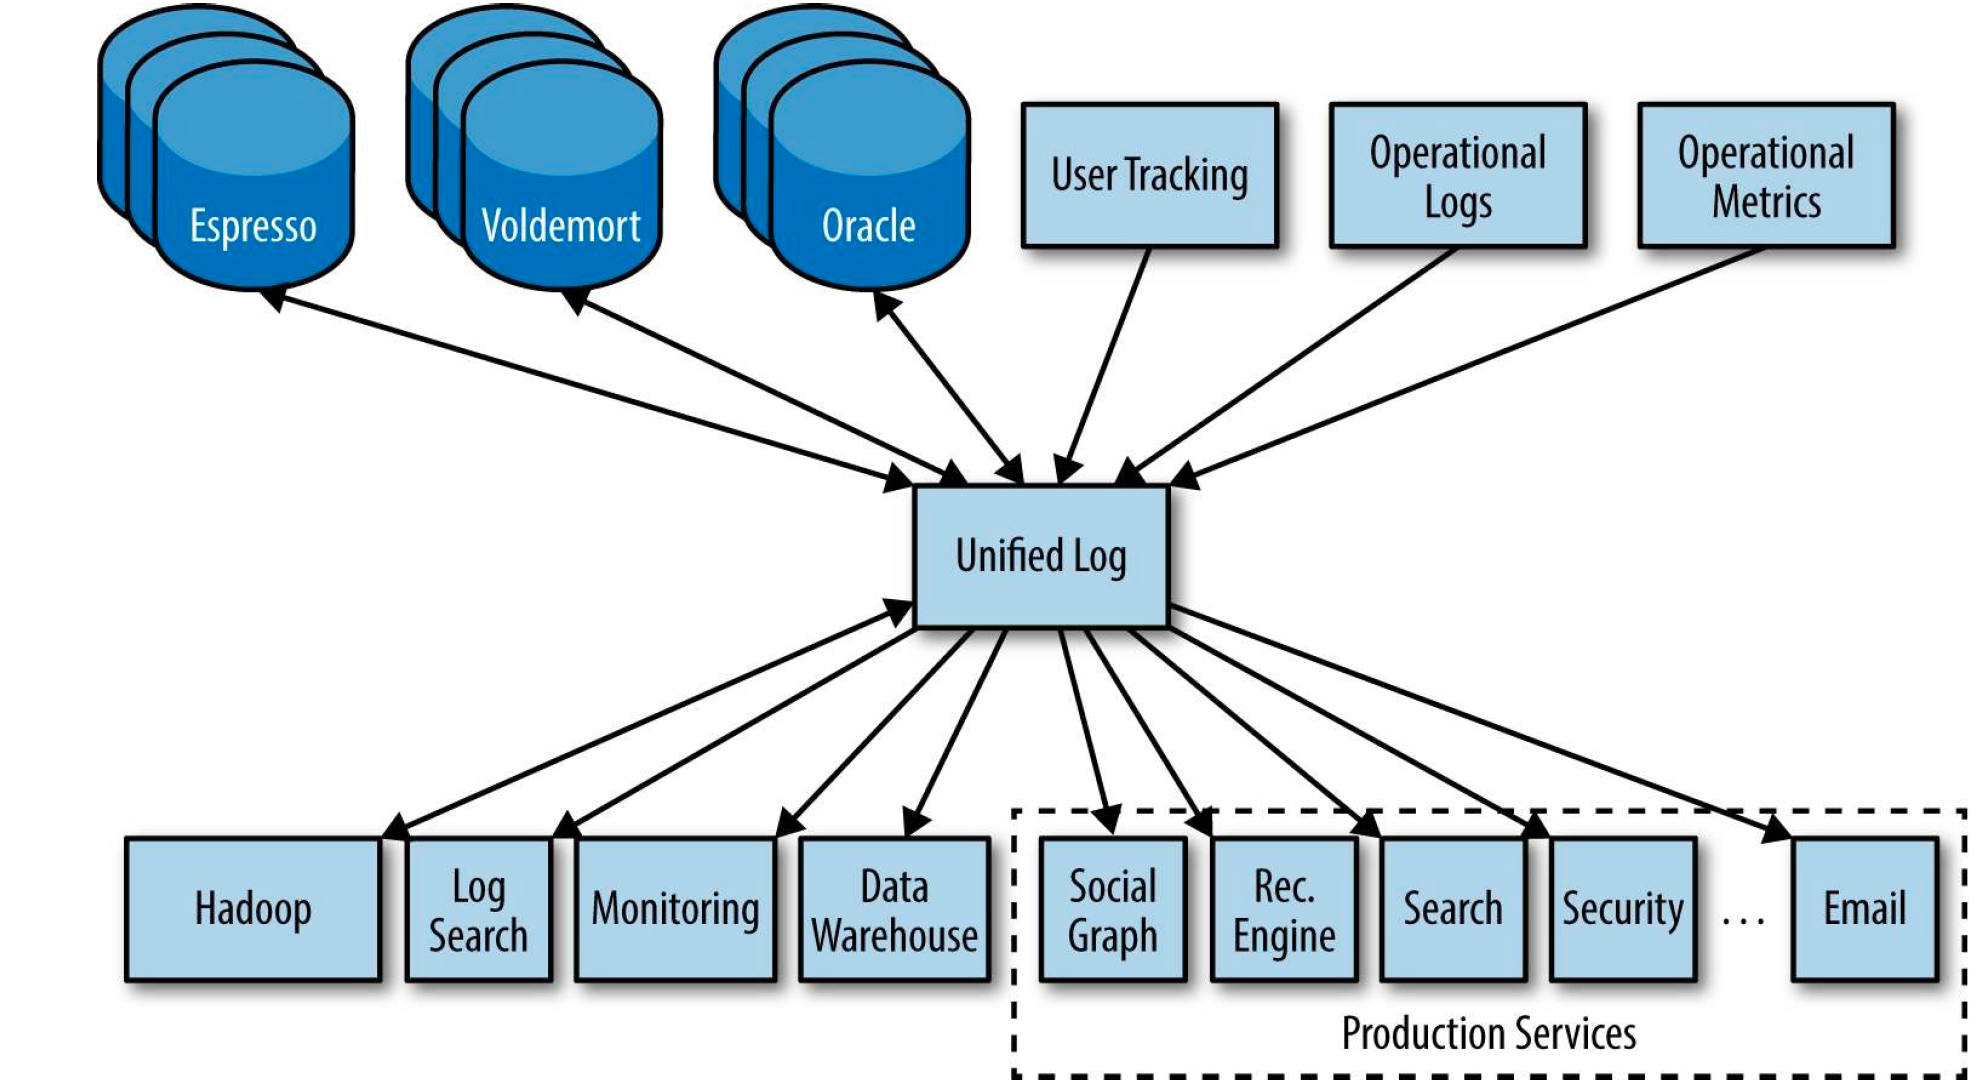 Espresso
Voldemort
Oracle
User Tracking
Operational
Logs
Operational
Metrics
Unified Log
Hadoop
Log
Search
Monitoring
Data
Warehouse
Social
Graph
Rec.
Engine
Search
Security
...
Email
Production Services